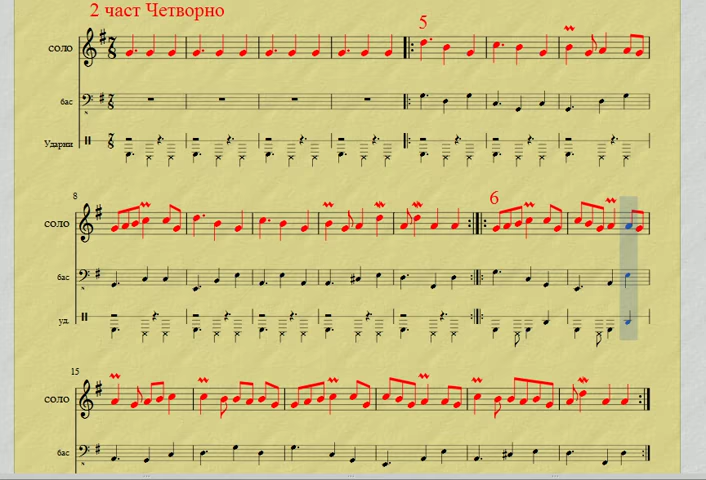 2 част Четворно
5
соло
бас
Ударни
8
6
соло
бас
уд.
15
соло
бас